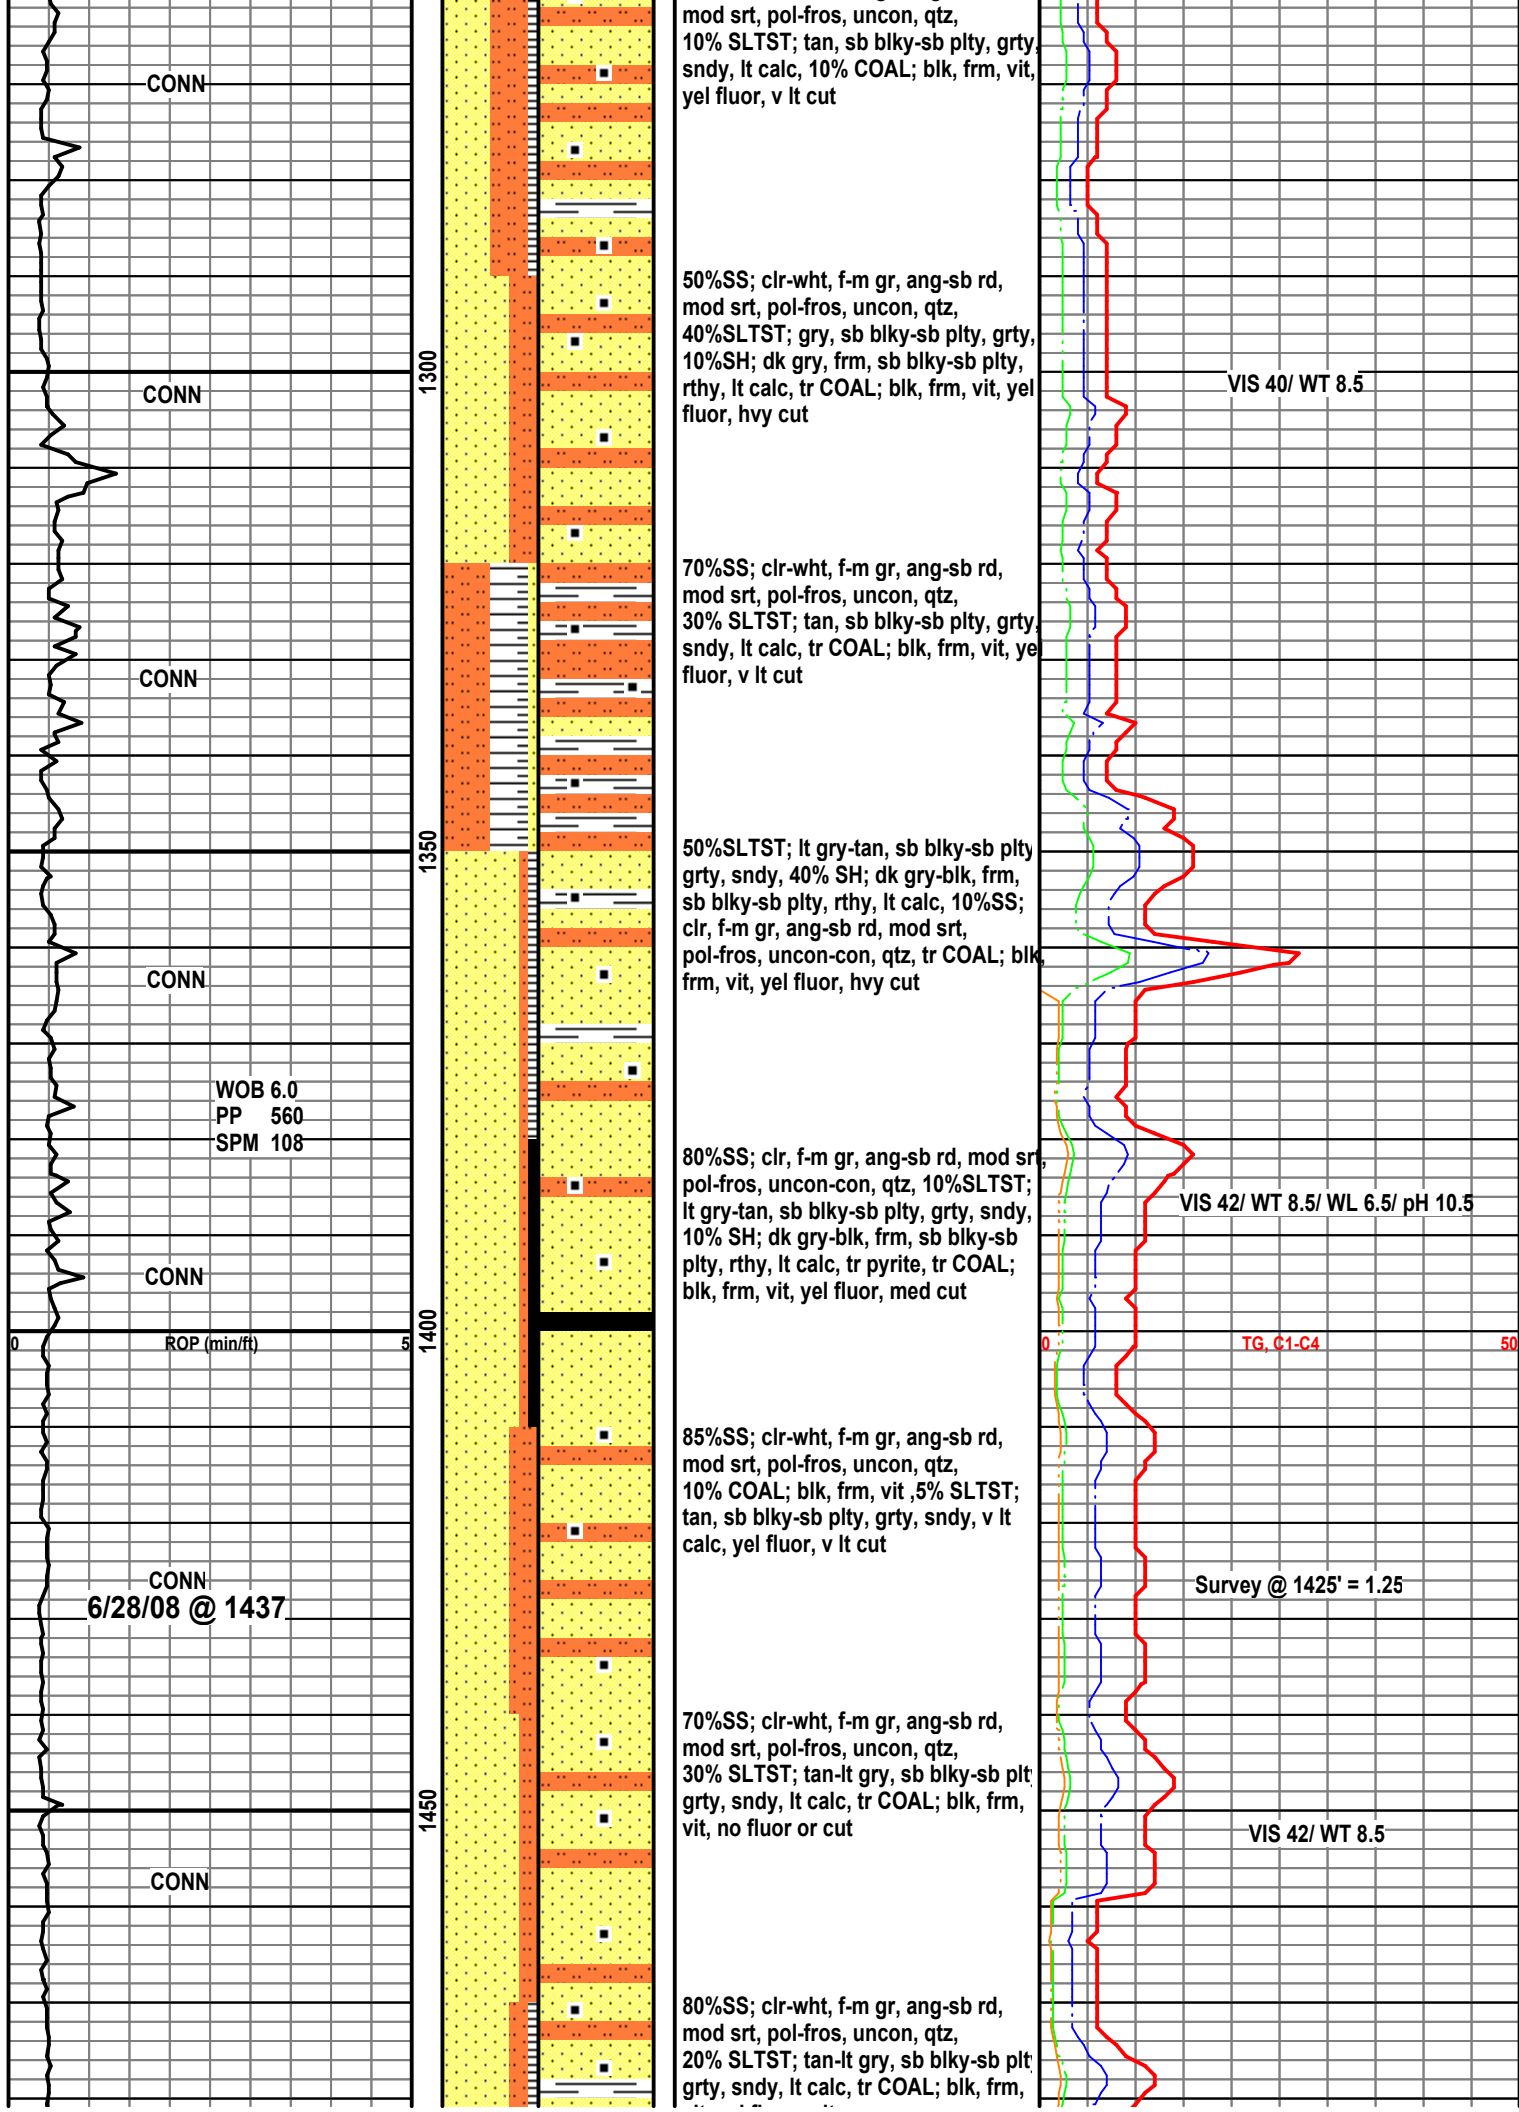 mod srt, pol-fros, uncon, qtz,
10% SLTST; tan, sb blky-sb plty, grty,
sndy, lt calc, 10% COAL; blk, frm, vit,
yel fluor, v lt cut
CONN
50%SS; clr-wht, f-m gr, ang-sb rd,
mod srt, pol-fros, uncon, qtz,
40%SLTST; gry, sb blky-sb plty, grty,
10%SH; dk gry, frm, sb blky-sb plty,
rthy, lt calc, tr COAL; blk, frm, vit, yel
fluor, hvy cut
1300
CONN
VIS 40/ WT 8.5
70%SS; clr-wht, f-m gr, ang-sb rd,
mod srt, pol-fros, uncon, qtz,
30% SLTST; tan, sb blky-sb plty, grty,
sndy, lt calc, tr COAL; blk, frm, vit, ye
fluor, v lt cut
CONN
1350
50%SLTST; lt gry-tan, sb blky-sb plty
grty, sndy, 40% SH; dk gry-blk, frm,
sb blky-sb plty, rthy, lt calc, 10%SS;
clr, f-m gr, ang-sb rd, mod srt,
pol-fros, uncon-con, qtz, tr COAL; blk,
frm, vit, yel fluor, hvy cut
CONN
WOB 6.0
PP 560
SPM 108
80%SS; clr, f-m gr, ang-sb rd, mod srt,
pol-fros, uncon-con, qtz, 10%SLTST;
lt gry-tan, sb blky-sb plty, grty, sndy,
10% SH; dk gry-blk, frm, sb blky-sb
plty, rthy, lt calc, tr pyrite, tr COAL;
blk, frm, vit, yel fluor, med cut
VIS 42/ WT 8.5/ WL 6.5/ pH 10.5
CONN
0 ROP (min/ft) 5
1400
0 TG, C1-C4 50
85%SS; clr-wht, f-m gr, ang-sb rd,
mod srt, pol-fros, uncon, qtz,
10% COAL; blk, frm, vit ,5% SLTST;
tan, sb blky-sb plty, grty, sndy, v lt
calc, yel fluor, v lt cut
CONN
6/28/08 @ 1437
Survey @ 1425' = 1.25
70%SS; clr-wht, f-m gr, ang-sb rd,
mod srt, pol-fros, uncon, qtz,
30% SLTST; tan-lt gry, sb blky-sb plt
grty, sndy, lt calc, tr COAL; blk, frm,
vit, no fluor or cut
1450
VIS 42/ WT 8.5
CONN
80%SS; clr-wht, f-m gr, ang-sb rd,
mod srt, pol-fros, uncon, qtz,
20% SLTST; tan-lt gry, sb blky-sb plt
grty, sndy, lt calc, tr COAL; blk, frm,